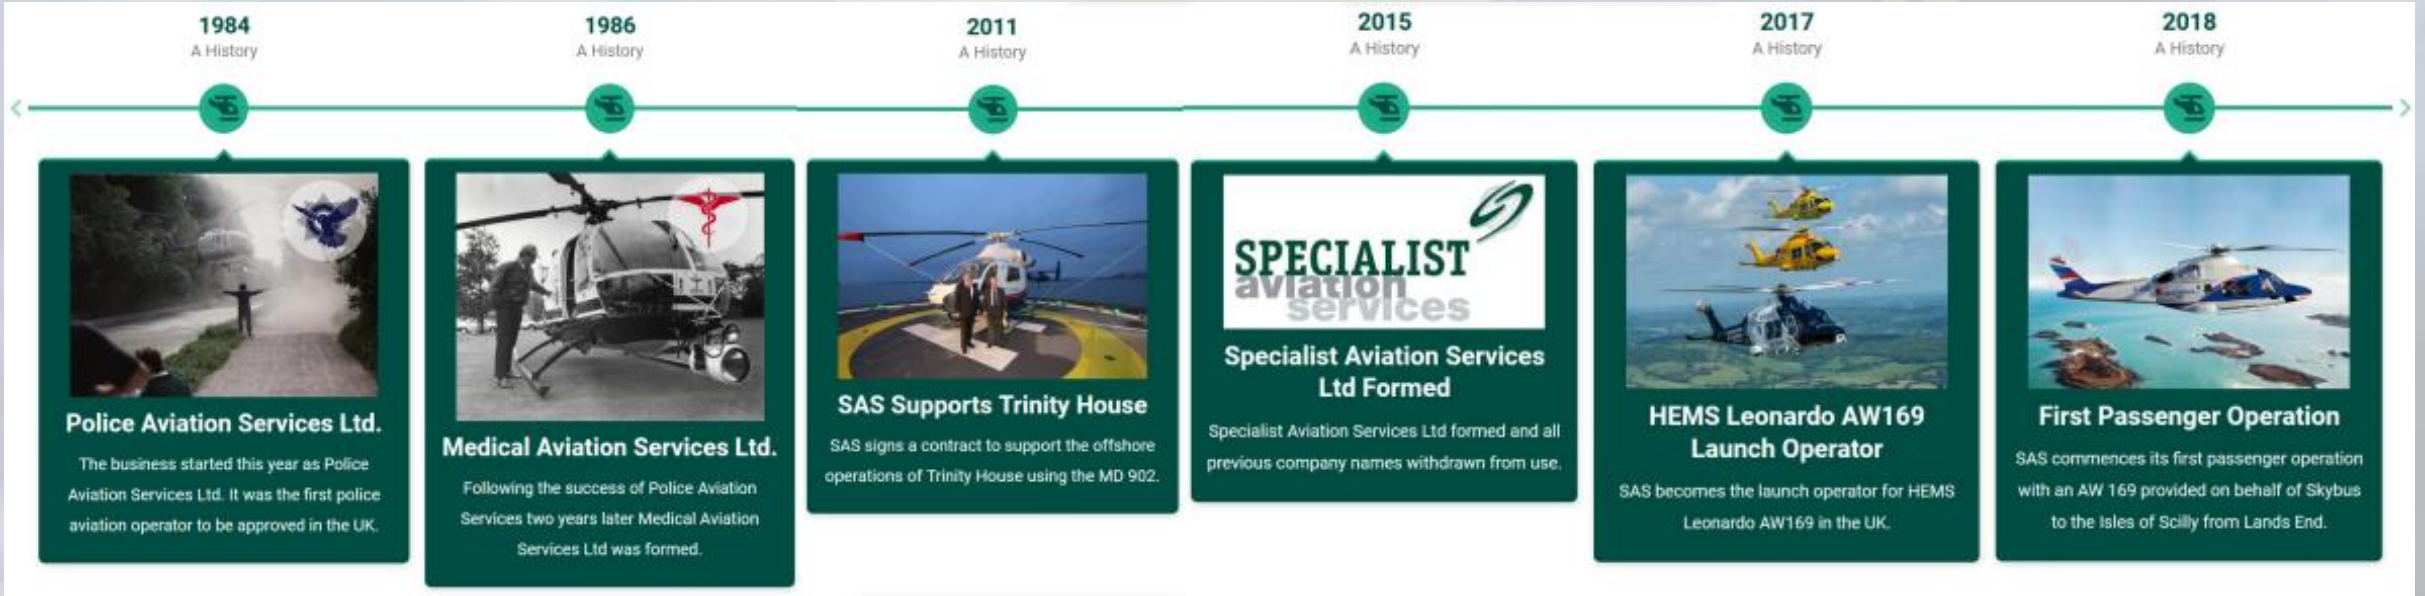 1984
A History
Police Aviation Services Ltd.
The business started this year as Police
Aviation Services Ltd. It was the first police
aviation operator to be approved in the UK.
1986
A History
Medical Aviation Services Ltd.
Following the success of Police Aviation
Services two years later Medical Aviation
Services Ltd was formed.
2011
A History
SAS Supports Trinity House
SAS signs a contract to support the offshore
operations of Trinity House using the MD 902.
2015
A History
SPECIALIST
aviation
services
Specialist Aviation Services
Ltd Formed
Specialist Aviation Services Ltd formed and all
previous company names withdrawn from use.
2017
A History
HEMS Leonardo AW169
Launch Operator
SAS becomes the launch operator for HEMS
Leonardo AW169 in the UK.
2018
A History
First Passenger Operation
SAS commences its first passenger operation
with an AW 169 provided on behalf of Skybus
to the Isles of Scilly from Lands End.